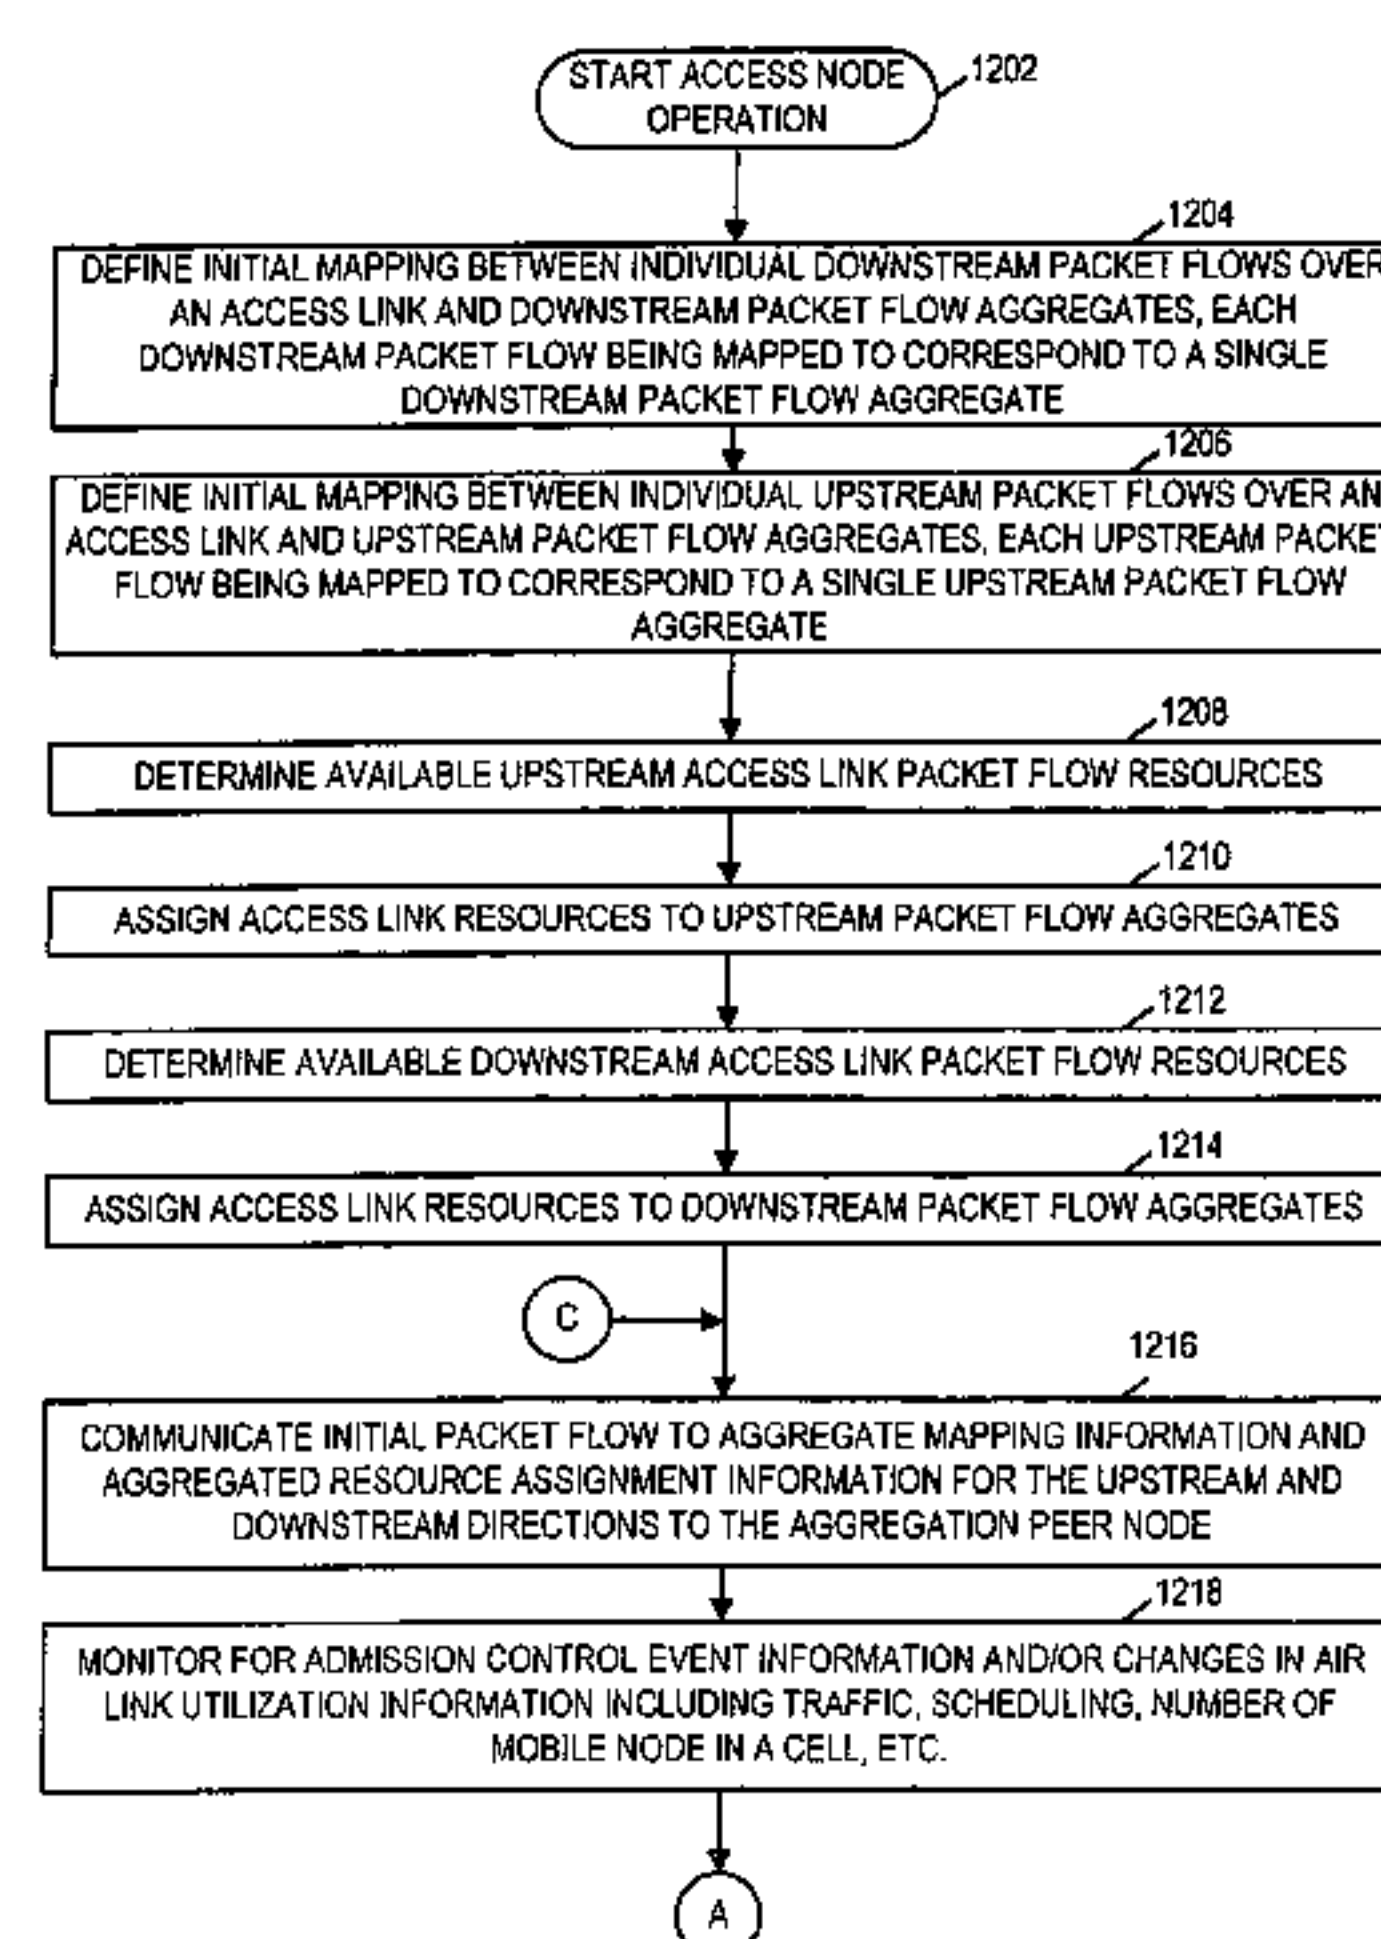 START ACCESS NODE
OPERATION
1202
1204
DEFINE INITIAL MAPPING BETWEEN INDIVIDUAL DOWNSTREAM PACKET FLOWS OVER
AN ACCESS LINK AND DOWNSTREAM PACKET FLOW AGGREGATES, EACH
DOWNSTREAM PACKET FLOW BEING MAPPED TO CORRESPOND TO A SINGLE
DOWNSTREAM PACKET FLOW AGGREGATE
1206
DEFINE INITIAL MAPPING BETWEEN INDIVIDUAL UPSTREAM PACKET FLOWS OVER AN
ACCESS LINK AND UPSTREAM PACKET FLOW AGGREGATES, EACH UPSTREAM PACKET
FLOW BEING MAPPED TO CORRESPOND TO A SINGLE UPSTREAM PACKET FLOW
AGGREGATE
1208
DETERMINE AVAILABLE UPSTREAM ACCESS LINK PACKET FLOW RESOURCES
1210
ASSIGN ACCESS LINK RESOURCES TO UPSTREAM PACKET FLOW AGGREGATES
1212
DETERMINE AVAILABLE DOWNSTREAM ACCESS LINK PACKET FLOW RESOURCES
1214
ASSIGN ACCESS LINK RESOURCES TO DOWNSTREAM PACKET FLOW AGGREGATES
C
1216
COMMUNICATE INITIAL PACKET FLOW TO AGGREGATE MAPPING INFORMATION AND
AGGREGATED RESOURCE ASSIGNMENT INFORMATION FOR THE UPSTREAM AND
DOWNSTREAM DIRECTIONS TO THE AGGREGATION PEER NODE
1218
MONITOR FOR ADMISSION CONTROL EVENT INFORMATION AND/OR CHANGES IN AIR
LINK UTILIZATION INFORMATION INCLUDING TRAFFIC, SCHEDULING, NUMBER OF
MOBILE NODE IN A CELL, ETC.
A